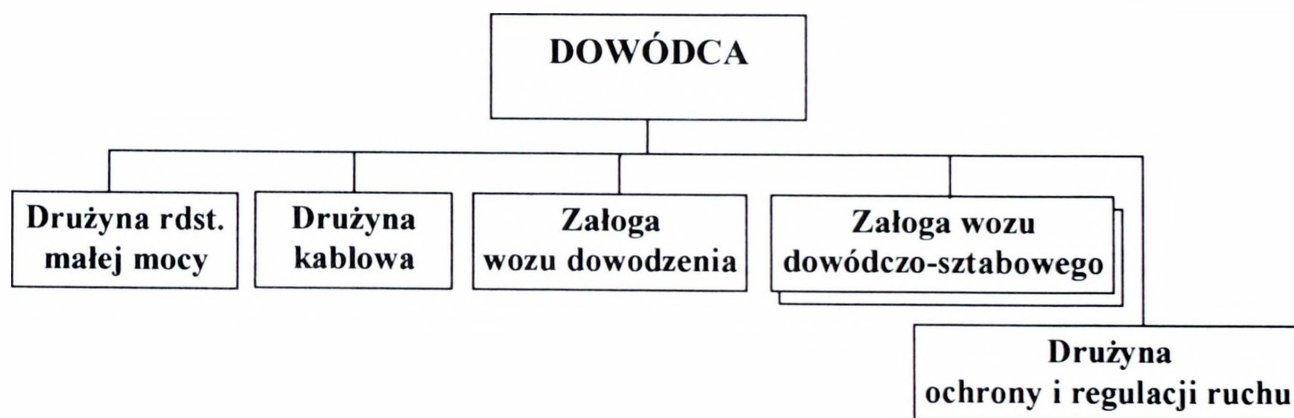 DOWÓDCA
Drużyna rdst.
małej mocy
Drużyna
kablowa
Załoga
wozu dowodzenia
Załoga wozu
dowódczo-sztabowego
Drużyna
ochrony i regulacji ruchu